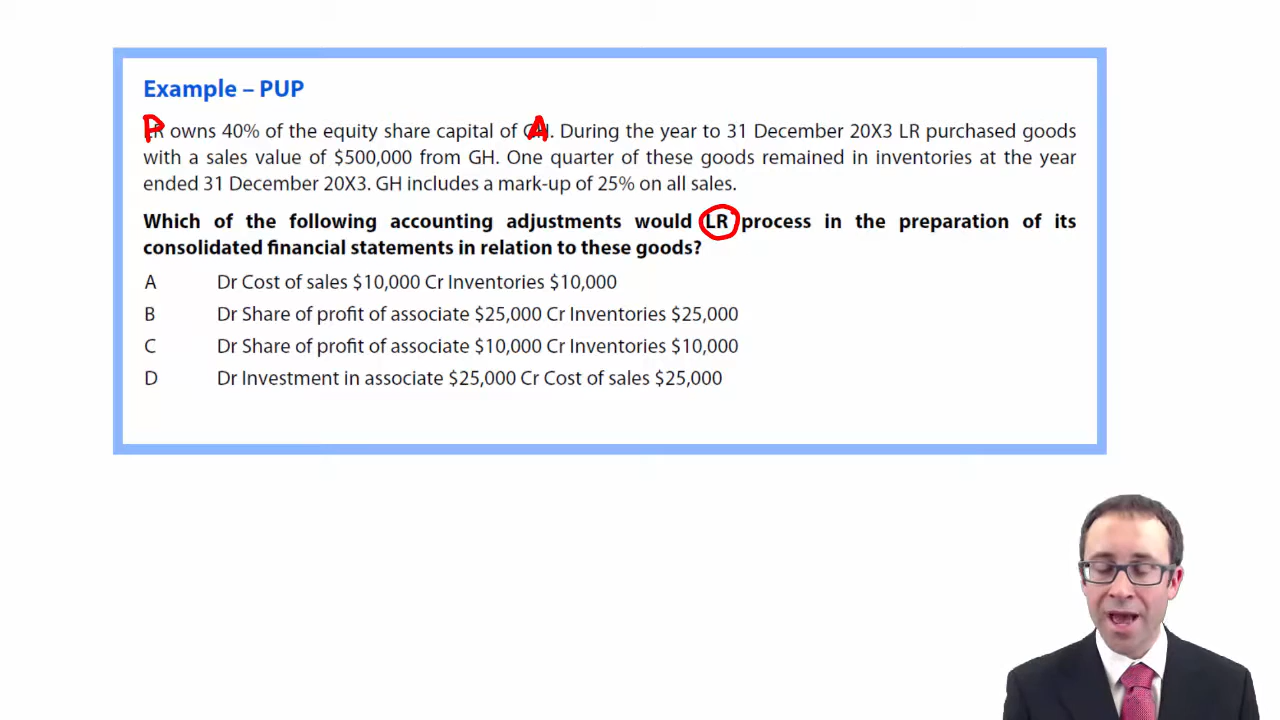 Example – PUP
P owns 40% of the equity share capital of A. During the year to 31 December 20X3 LR purchased goods
with a sales value of $500,000 from GH. One quarter of these goods remained in inventories at the year
ended 31 December 20X3. GH includes a mark-up of 25% on all sales.
Which of the following accounting adjustments would LR process in the preparation of its
consolidated financial statements in relation to these goods?
A Dr Cost of sales $10,000 Cr Inventories $10,000
B Dr Share of profit of associate $25,000 Cr Inventories $25,000
C Dr Share of profit of associate $10,000 Cr Inventories $10,000
D Dr Investment in associate $25,000 Cr Cost of sales $25,000